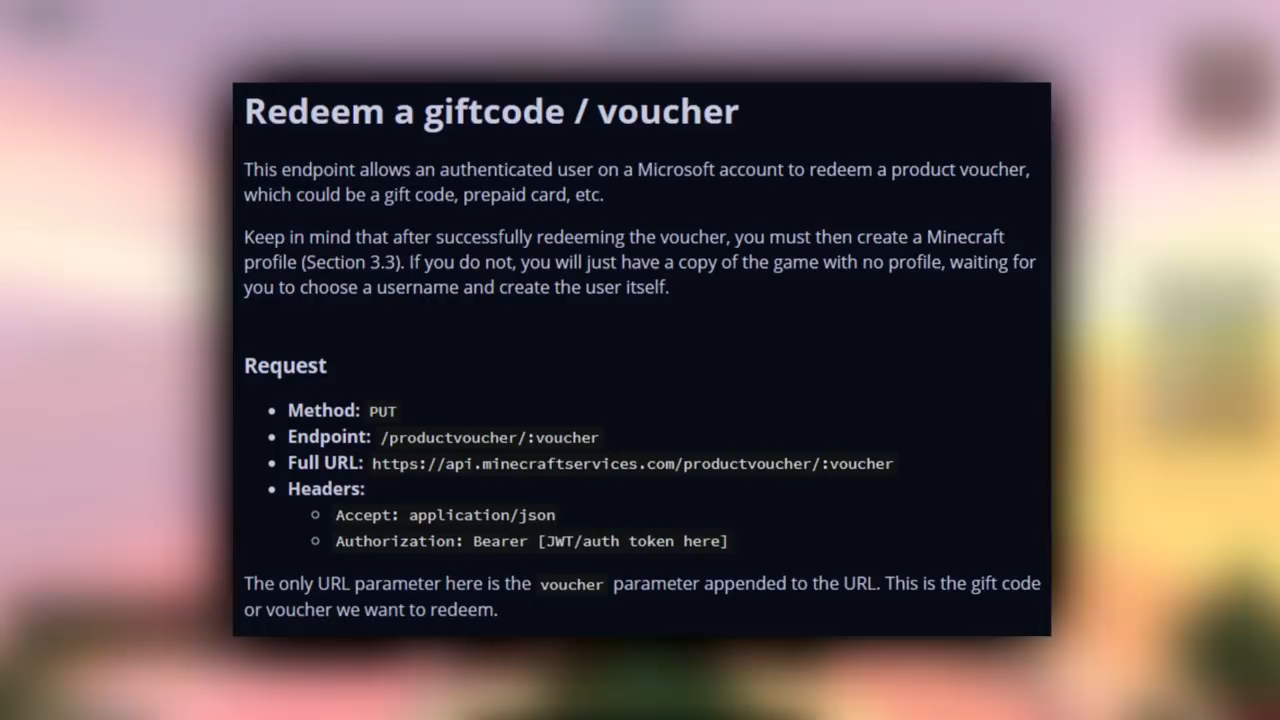 Redeem a giftcode / voucher
This endpoint allows an authenticated user on a Microsoft account to redeem a product voucher,
which could be a gift code, prepaid card, etc.
Keep in mind that after successfully redeeming the voucher, you must then create a Minecraft
profile (Section 3.3). If you do not, you will just have a copy of the game with no profile, waiting for
you to choose a username and create the user itself.
Request
• Method: PUT
• Endpoint: /productvoucher/:voucher
• Full URL: https://api.minecraftservices.com/productvoucher/:voucher
• Headers:
○ Accept: application/json
○ Authorization: Bearer [JWT/auth token here]
The only URL parameter here is the voucher parameter appended to the URL. This is the gift code
or voucher we want to redeem.